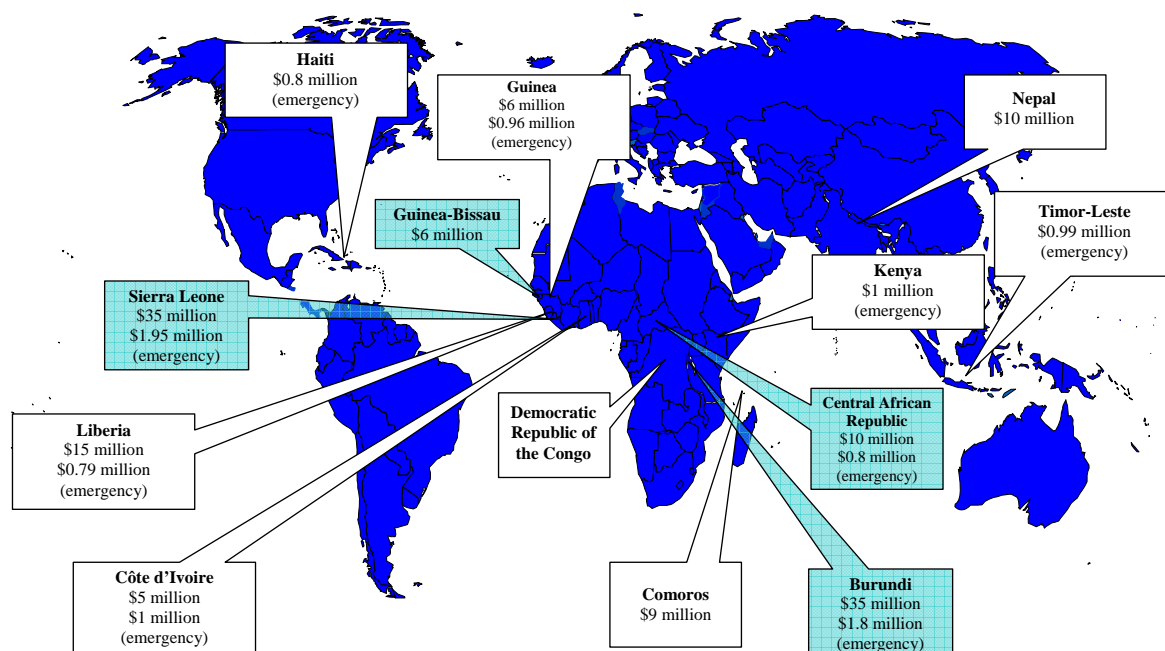 Haiti
$0.8 million
(emergency)
Guinea
$6 million
$0.96 million
(emergency)
Nepal
$10 million
Guinea-Bissau
$6 million
Timor-Leste
$0.99 million
(emergency)
Sierra Leone
$35 million
$1.95 million
(emergency)
Kenya
$1 million
(emergency)
Liberia
$15 million
$0.79 million
(emergency)
Democratic
Republic of
the Congo
Central African
Republic
$10 million
$0.8 million
(emergency)
Côte d’Ivoire
$5 million
$1 million
(emergency)
Comoros
$9 million
Burundi
$35 million
$1.8 million
(emergency)